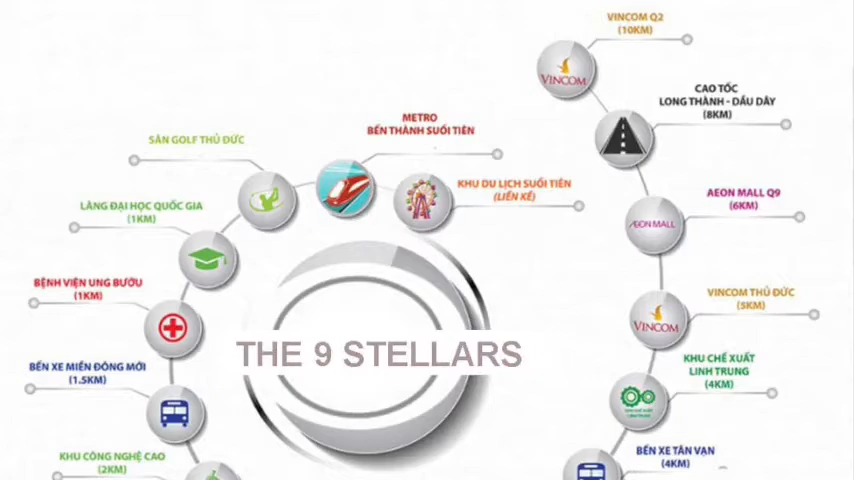 VINCOM Q2
(10KM)
VINCOM
CAO TỐC
LONG THÀNH - DẦU DÂY
(8KM)
METRO
BẾN THÀNH SUỐI TIÊN
SÂN GOLF THỦ ĐỨC
KHU DU LỊCH SUỐI TIÊN
(LIỀN KỀ)
AEON MALL Q9
(6KM)
ÆON MALL
LÀNG ĐẠI HỌC QUỐC GIA
(1KM)
BỆNH VIỆN UNG BƯỚU
(1KM)
VINCOM THỦ ĐỨC
(5KM)
VINCOM
THE 9 STELLARS
KHU CHẾ XUẤT
LINH TRUNG
(4KM)
BẾN XE MIỀN ĐÔNG MỚI
(1.5KM)
BẾN XE TÂN VẠN
(4KM)
KHU CÔNG NGHỆ CAO
(2KM)